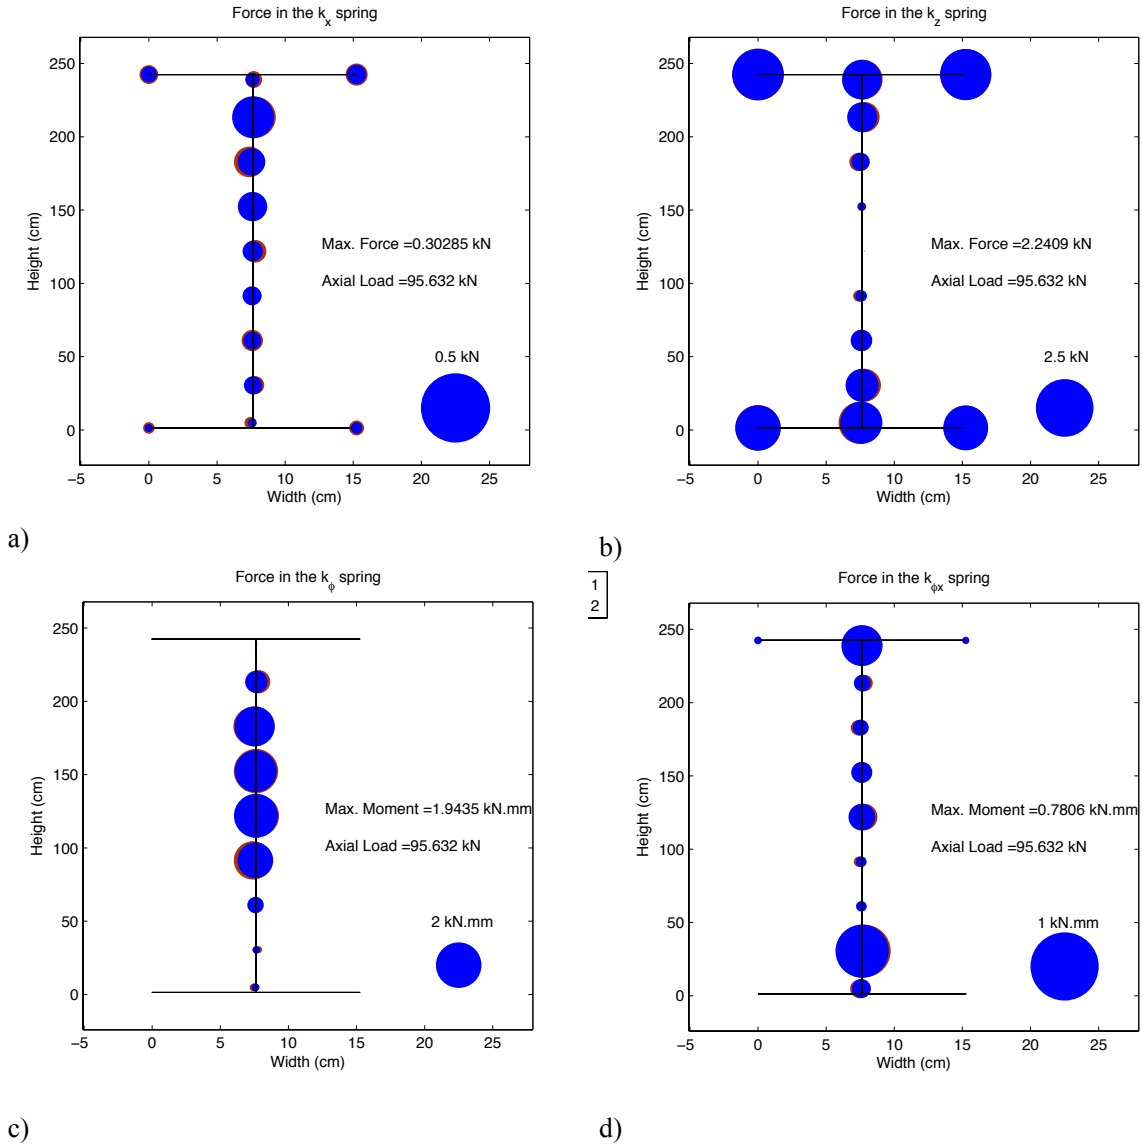 Force in the k_x spring
250
200
150
100
50
0
Height (cm)
Max. Force =0.30285 kN
Axial Load =95.632 kN
0.5 kN
−5 0 5 10 15 20 25
Width (cm)
a)
Force in the k_z spring
250
200
150
100
50
0
Height (cm)
Max. Force =2.2409 kN
Axial Load =95.632 kN
2.5 kN
−5 0 5 10 15 20 25
Width (cm)
b)
Force in the k_ϕ spring
250
200
150
100
50
0
Height (cm)
Max. Moment =1.9435 kN.mm
Axial Load =95.632 kN
2 kN.mm
−5 0 5 10 15 20 25
Width (cm)
c)
1
2
Force in the k_ϕx spring
250
200
150
100
50
0
Height (cm)
Max. Moment =0.7806 kN.mm
Axial Load =95.632 kN
1 kN.mm
−5 0 5 10 15 20 25
Width (cm)
d)